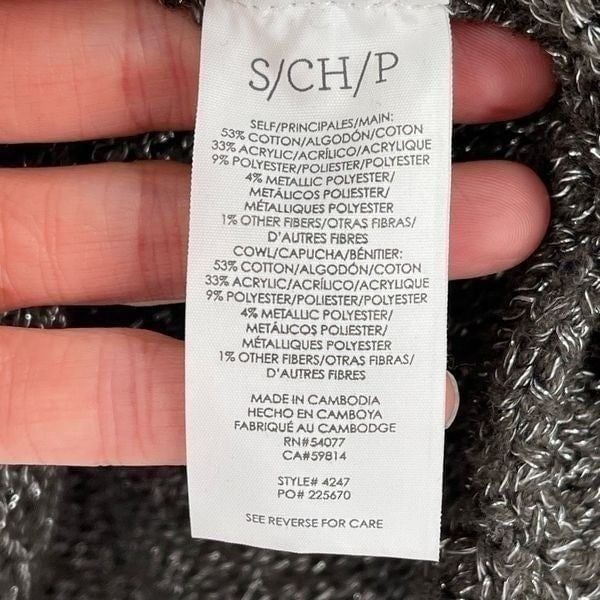 S/CH/P
SELF/PRINCIPALES/MAIN:
53% COTTON/ALGODÓN/COTON
33% ACRYLIC/ACRÍLICO/ACRYLIQUE
9% POLYESTER/POLIESTER/POLYESTER
4% METALLIC POLYESTER/
METÁLICOS POLIESTER/
MÉTALLIQUES POLYESTER
1% OTHER FIBERS/OTRAS FIBRAS/
D'AUTRES FIBRES
COWL/CAPUCHA/BÉNITIER:
53% COTTON/ALGODÓN/COTON
33% ACRYLIC/ACRÍLICO/ACRYLIQUE
9% POLYESTER/POLIESTER/POLYESTER
4% METALLIC POLYESTER/
METÁLICOS POLIESTER/
MÉTALLIQUES POLYESTER
1% OTHER FIBERS/OTRAS FIBRAS/
D'AUTRES FIBRES
MADE IN CAMBODIA
HECHO EN CAMBOYA
FABRIQUÉ AU CAMBODGE
RN#54077
CA#59814
STYLE# 4247
PO# 225670
SEE REVERSE FOR CARE